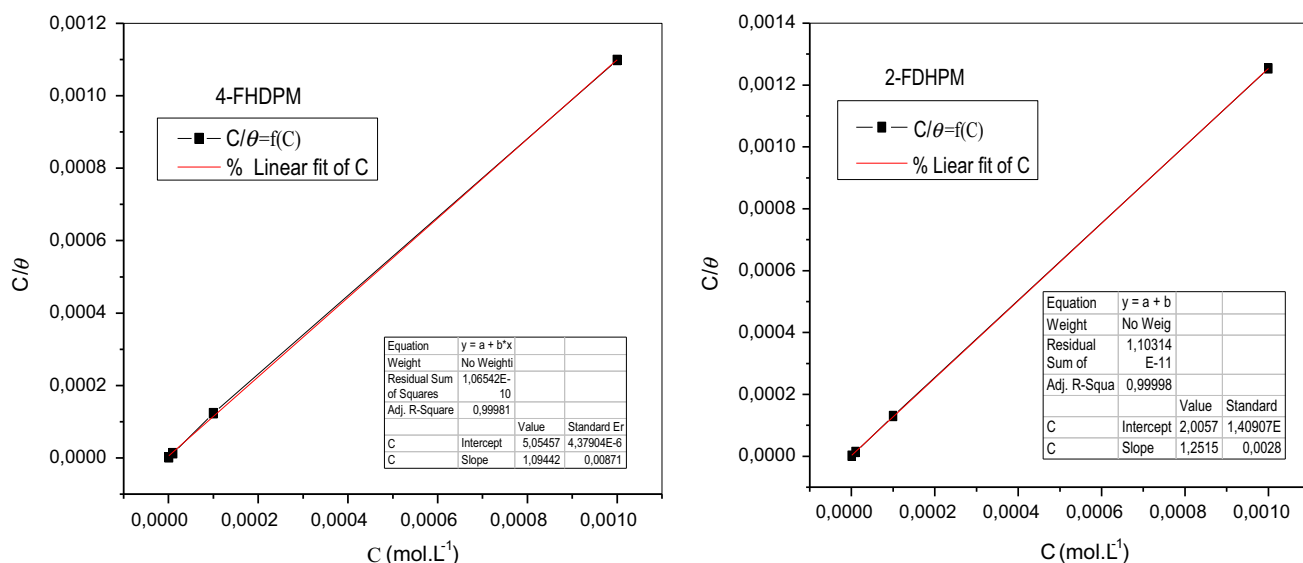 0,0012
0,0010
0,0008
0,0006
0,0004
0,0002
0,0000
C/θ
4-FHDPM
C/θ=f(C)
% Linear fit of C
Equation y = a + b*x
Weight No Weighti
Residual Sum 1,06542E-
of Squares 10
Adj. R-Square 0,99981
Value Standard Er
C Intercept 5,05457 4,37904E-6
C Slope 1,09442 0,00871
0,0000 0,0002 0,0004 0,0006 0,0008 0,0010
C (mol.L-1)
0,0014
0,0012
0,0010
0,0008
0,0006
0,0004
0,0002
0,0000
C/θ
2-FDHPM
C/θ=f(C)
% Liear fit of C
Equation y = a + b
Weight No Weig
Residual 1,10314
Sum of E-11
Adj. R-Squa 0,99998
Value Standard
C Intercept 2,0057 1,40907E
C Slope 1,2515 0,0028
0,0000 0,0002 0,0004 0,0006 0,0008 0,0010
C (mol.L-1)